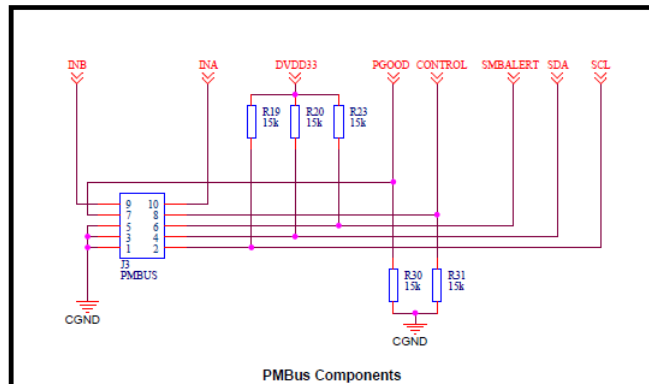 INB INA DVDD33 PGOOD CONTROL SMBALERT SDA SCL
R19 R20 R23
15k 15k 15k
9 10
7 8
5 6
3 4
1 2
J3
PMBUS
R30 R31
15k 15k
CGND
CGND
PMBus Components